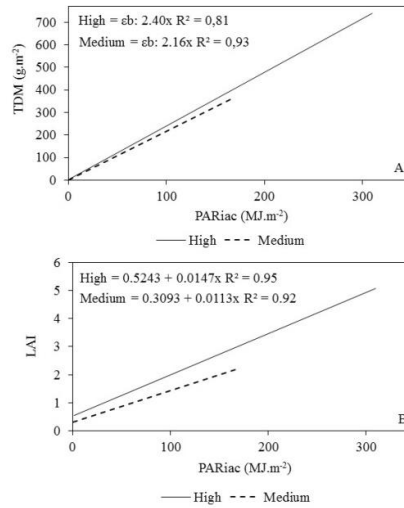 High = εb: 2.40x R² = 0,81
Medium = εb: 2.16x R² = 0,93
TDM (g.m⁻²)
700
600
500
400
300
200
100
0
0 100 200 300
A
PARiac (MJ.m⁻²)
High Medium
High = 0.5243 + 0.0147x R² = 0.95
Medium = 0.3093 + 0.0113x R² = 0.92
LAI
6
5
4
3
2
1
0
0 100 200 300
PARiac (MJ.m⁻²)
High Medium